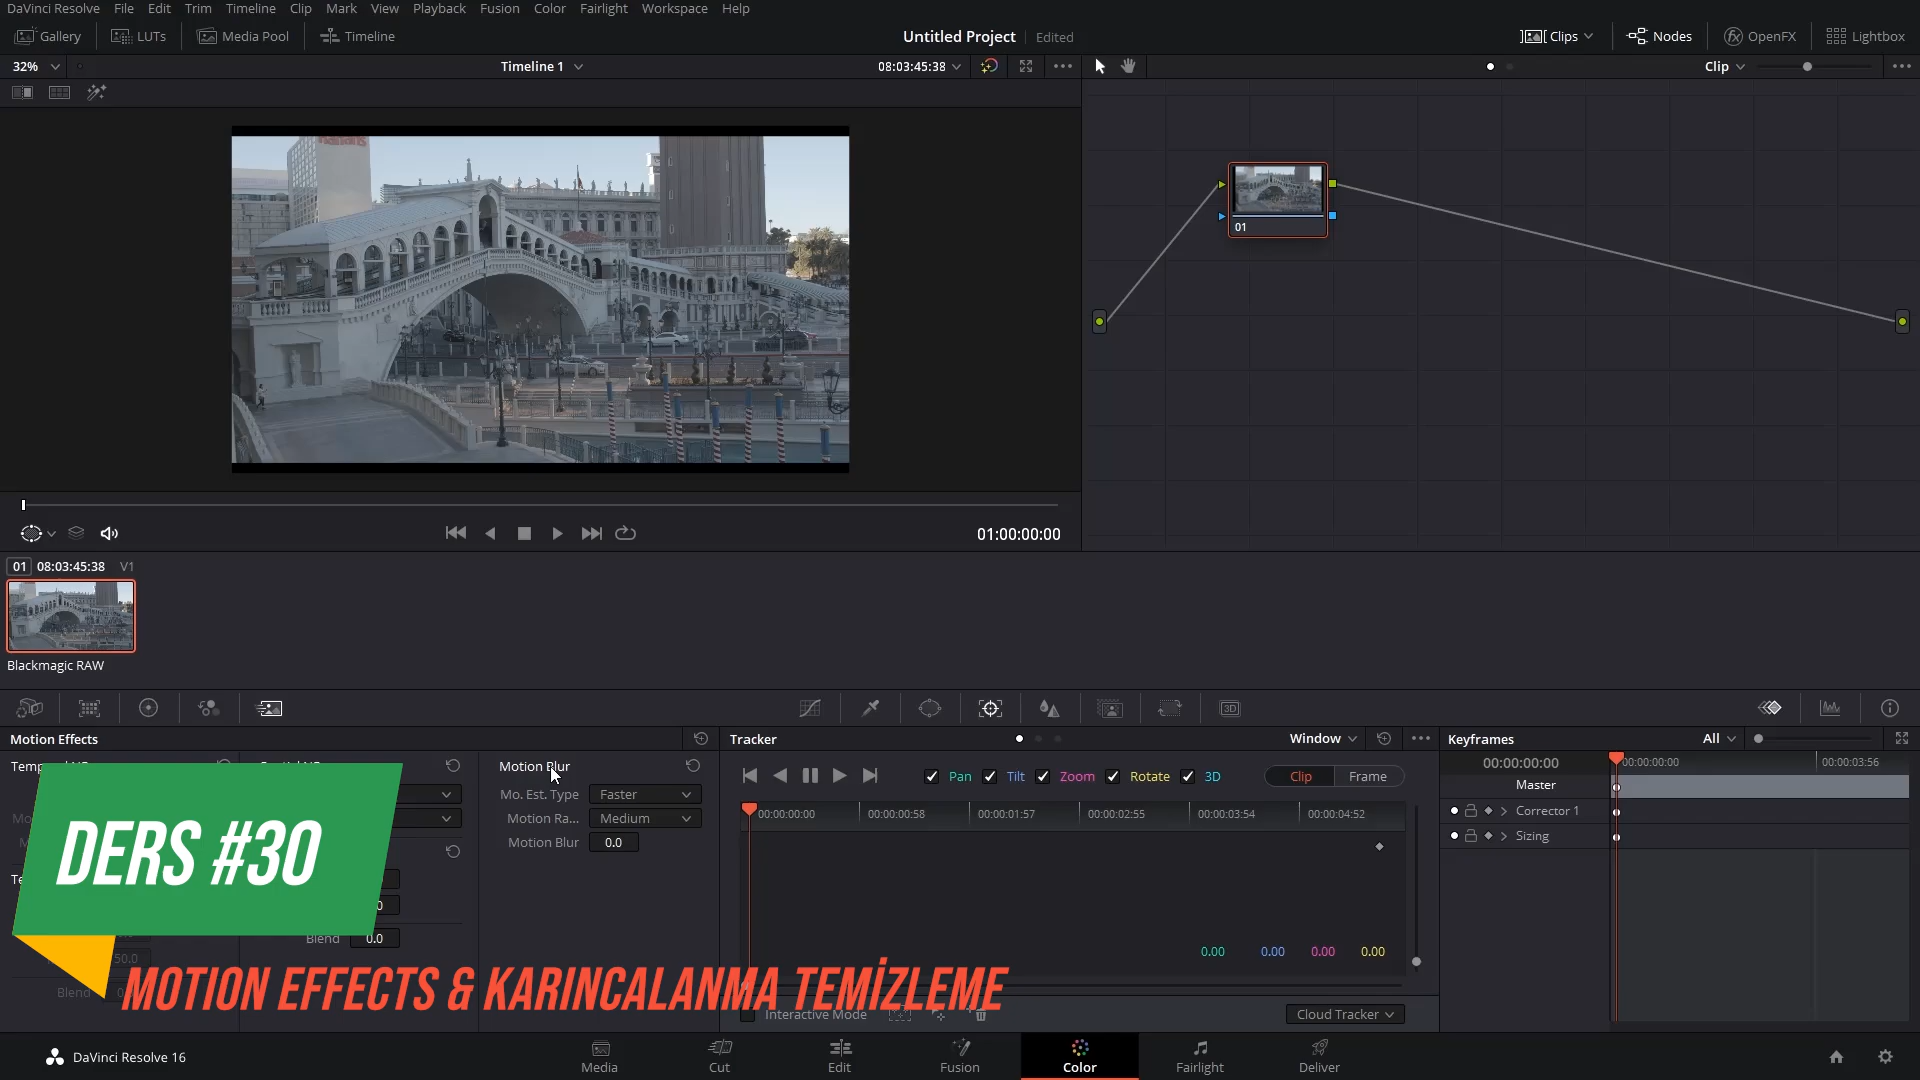 DaVinci Resolve File Edit Trim Timeline Clip Mark View Playback Fusion Color Fairlight Workspace Help
Gallery LUTs Media Pool Timeline Untitled Project Edited Clips Nodes OpenFX Lightbox
32% Timeline 1 08:03:45:38 Clip
01
01:00:00:00
01 08:03:45:38 V1
Blackmagic RAW
Motion Effects Tracker Window Keyframes All
Motion Blur
Mo. Est. Type Faster
Motion Ra... Medium
Motion Blur 0.0
Blend 0.0
50.0
Blend
Pan Tilt Zoom Rotate 3D Clip Frame
00:00:00:00 00:00:00:58 00:00:01:57 00:00:02:55 00:00:03:54 00:00:04:52
0.00 0.00 0.00 0.00
Interactive Mode Cloud Tracker
00:00:00:00 00:00:00:00 00:00:03:56
Master
Corrector 1
Sizing
DERS #30
MOTION EFFECTS & KARINCALANMA TEMİZLEME
DaVinci Resolve 16 Media Cut Edit Fusion Color Fairlight Deliver